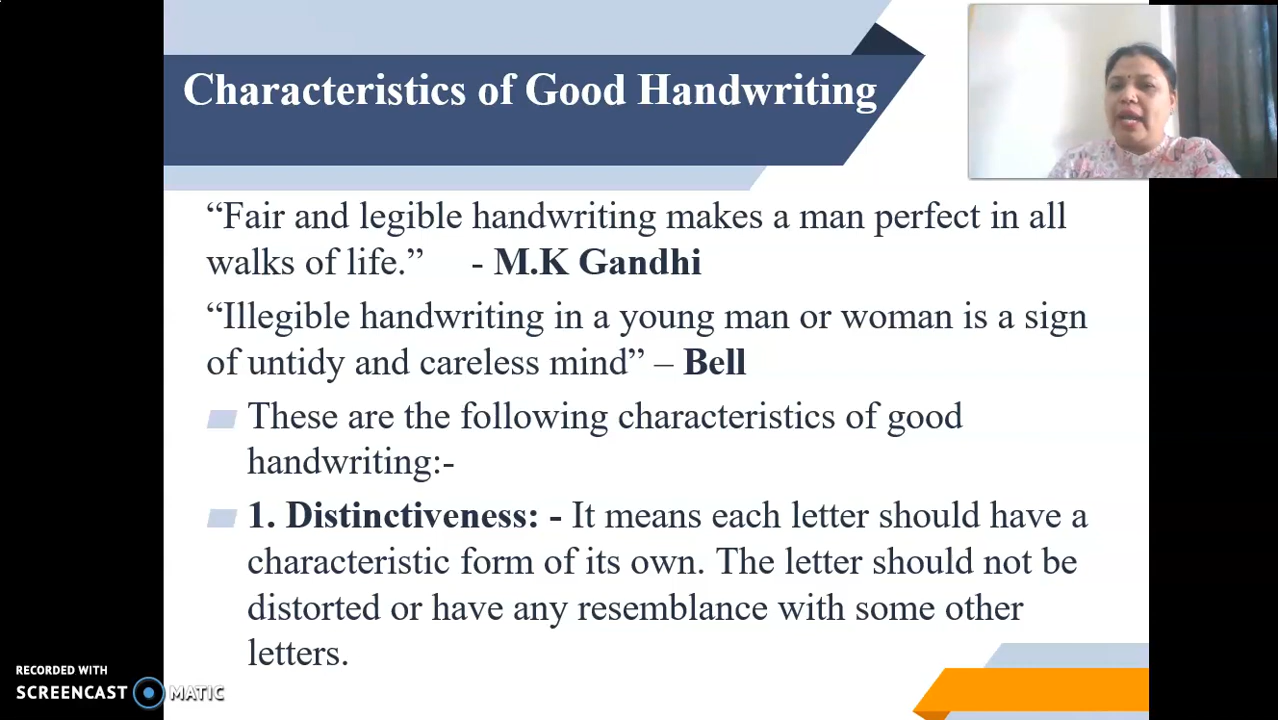 Characteristics of Good Handwriting
“Fair and legible handwriting makes a man perfect in all
walks of life.” - M.K Gandhi
“Illegible handwriting in a young man or woman is a sign
of untidy and careless mind” – Bell
These are the following characteristics of good
handwriting:-
1. Distinctiveness: - It means each letter should have a
characteristic form of its own. The letter should not be
distorted or have any resemblance with some other
letters.
RECORDED WITH
SCREENCAST MATIC